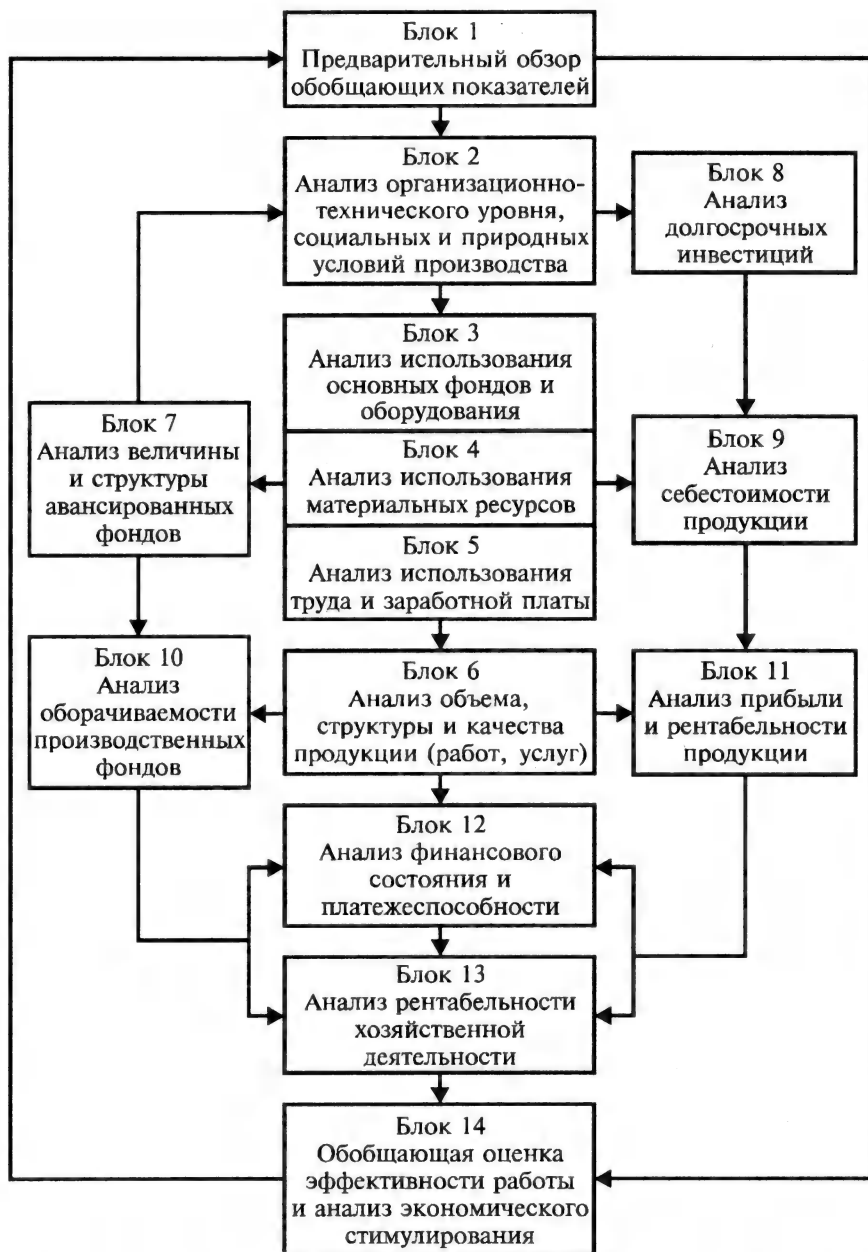 Блок 1
Предварительный обзор
обобщающих показателей
Блок 2
Анализ организационно-
технического уровня,
социальных и природных
условий производства
Блок 8
Анализ
долгосрочных
инвестиций
Блок 3
Анализ использования
основных фондов и
оборудования
Блок 7
Анализ величины
и структуры
авансированных
фондов
Блок 4
Анализ использования
материальных ресурсов
Блок 9
Анализ
себестоимости
продукции
Блок 5
Анализ использования
труда и заработной платы
Блок 10
Анализ
оборачиваемости
производственных
фондов
Блок 6
Анализ объема,
структуры и качества
продукции (работ, услуг)
Блок 11
Анализ прибыли
и рентабельности
продукции
Блок 12
Анализ финансового
состояния и
платежеспособности
Блок 13
Анализ рентабельности
хозяйственной
деятельности
Блок 14
Обобщающая оценка
эффективности работы
и анализ экономического
стимулирования